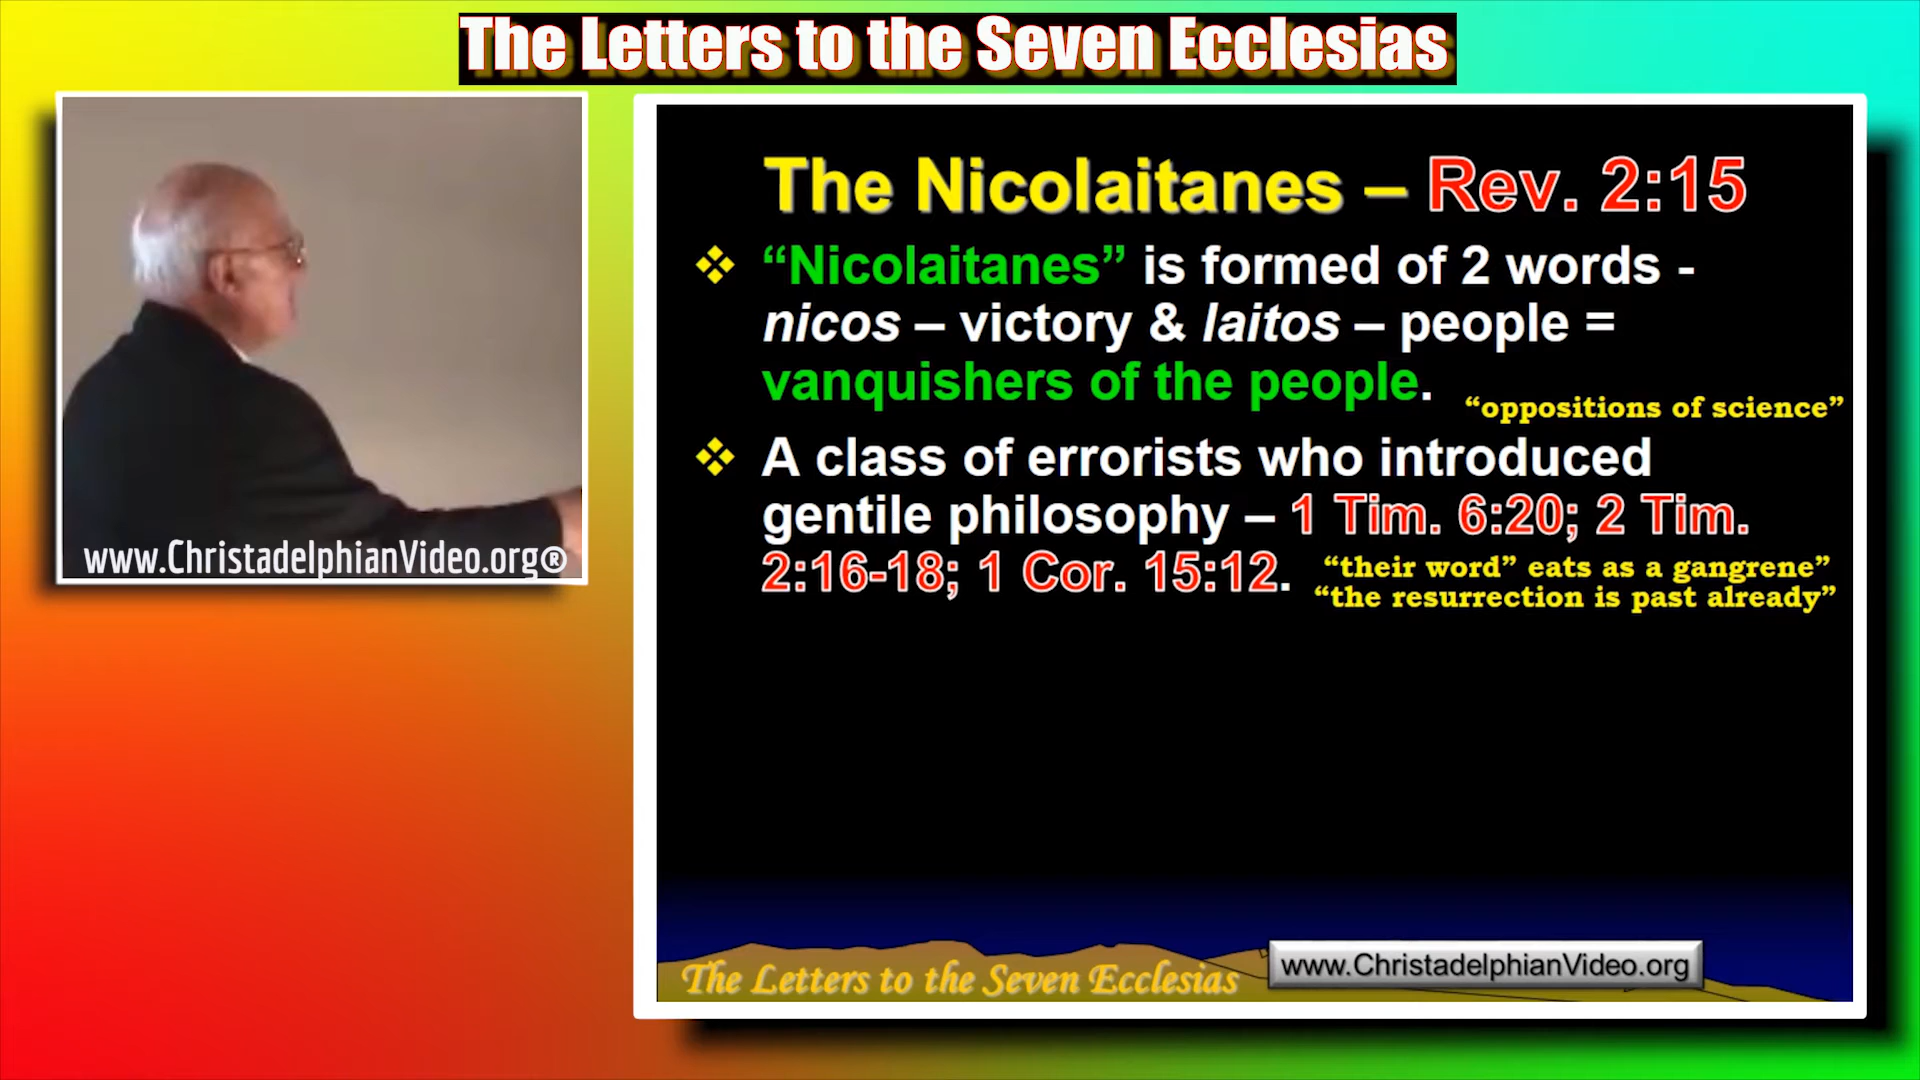 The Letters to the Seven Ecclesias
www.ChristadelphianVideo.org®
The Nicolaitanes – Rev. 2:15
❖ “Nicolaitanes” is formed of 2 words -
nicos – victory & laitos – people =
vanquishers of the people.
“oppositions of science”
❖ A class of errorists who introduced
gentile philosophy – 1 Tim. 6:20; 2 Tim.
2:16-18; 1 Cor. 15:12.
“their word” eats as a gangrene”
“the resurrection is past already”
The Letters to the Seven Ecclesias
www.ChristadelphianVideo.org